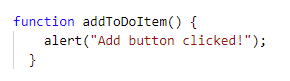 function addToDoItem() {
    alert("Add button clicked!");
  }